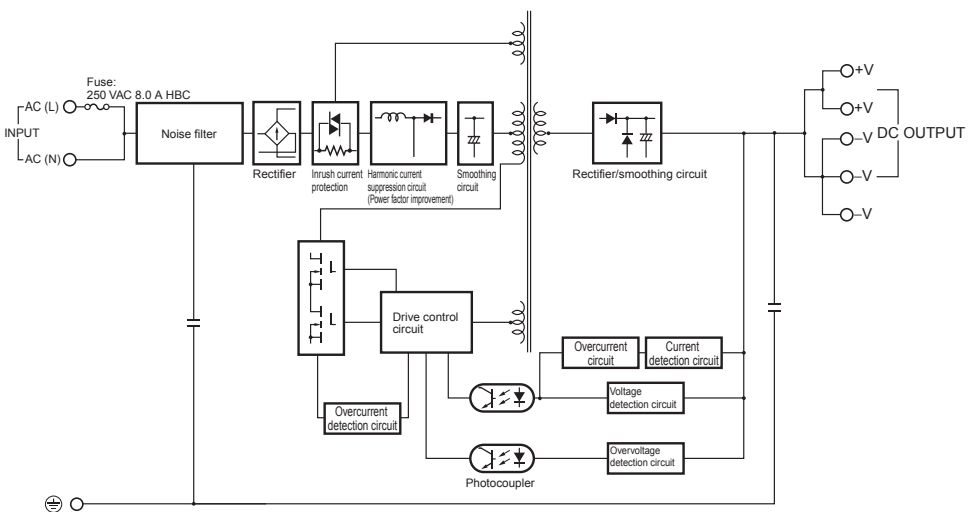 Fuse:
250 VAC 8.0 A HBC
AC (L)
INPUT
AC (N)
Noise filter
Rectifier
Inrush current
protection
Harmonic current
suppression circuit
(Power factor improvement)
Smoothing
circuit
Rectifier/smoothing circuit
+V
+V
–V
DC OUTPUT
–V
–V
Drive control
circuit
Overcurrent
detection circuit
Overcurrent
circuit
Current
detection circuit
Voltage
detection circuit
Overvoltage
detection circuit
Photocoupler